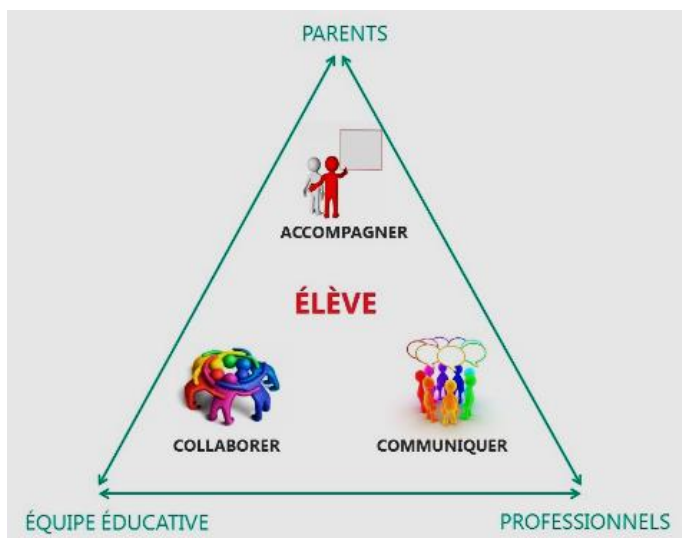 PARENTS
ACCOMPAGNER
ÉLÈVE
COLLABORER
COMMUNIQUER
ÉQUIPE ÉDUCATIVE
PROFESSIONNELS